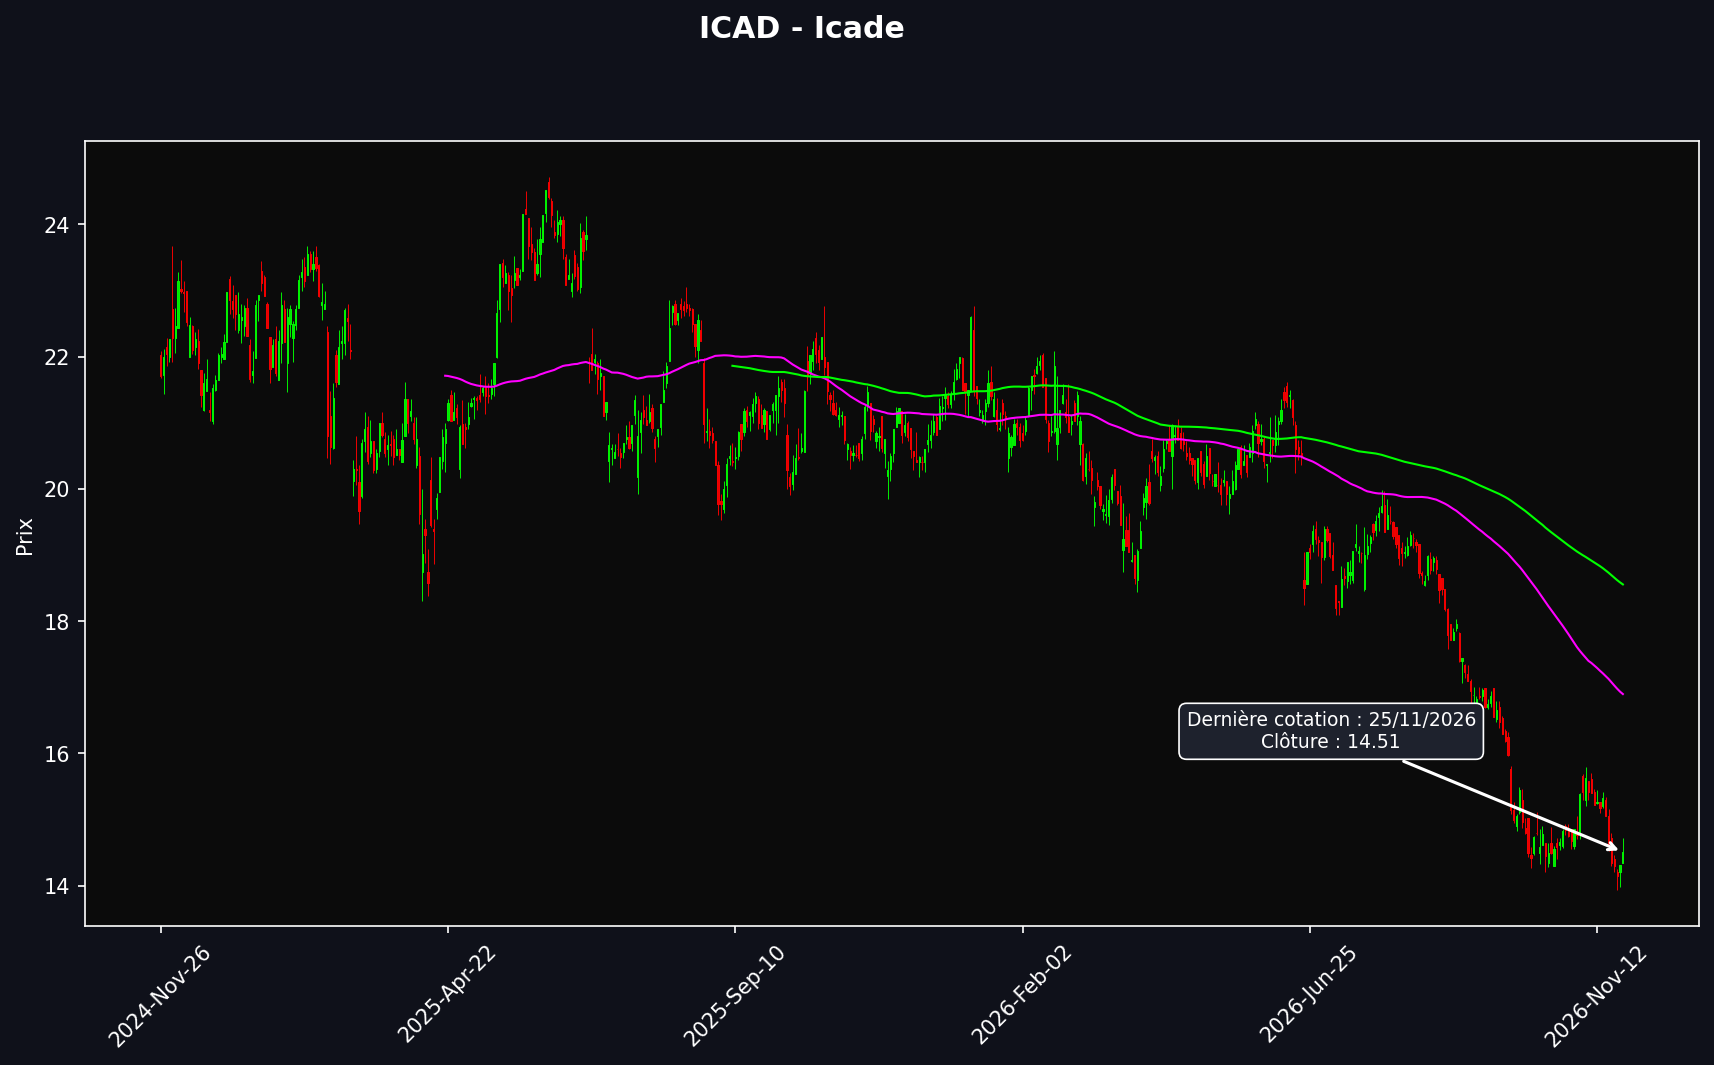 ICAD - Icade
Prix
24
22
20
18
16
14
Dernière cotation : 25/11/2026
Clôture : 14.51
2024-Nov-26
2025-Apr-22
2025-Sep-10
2026-Feb-02
2026-Jun-25
2026-Nov-12